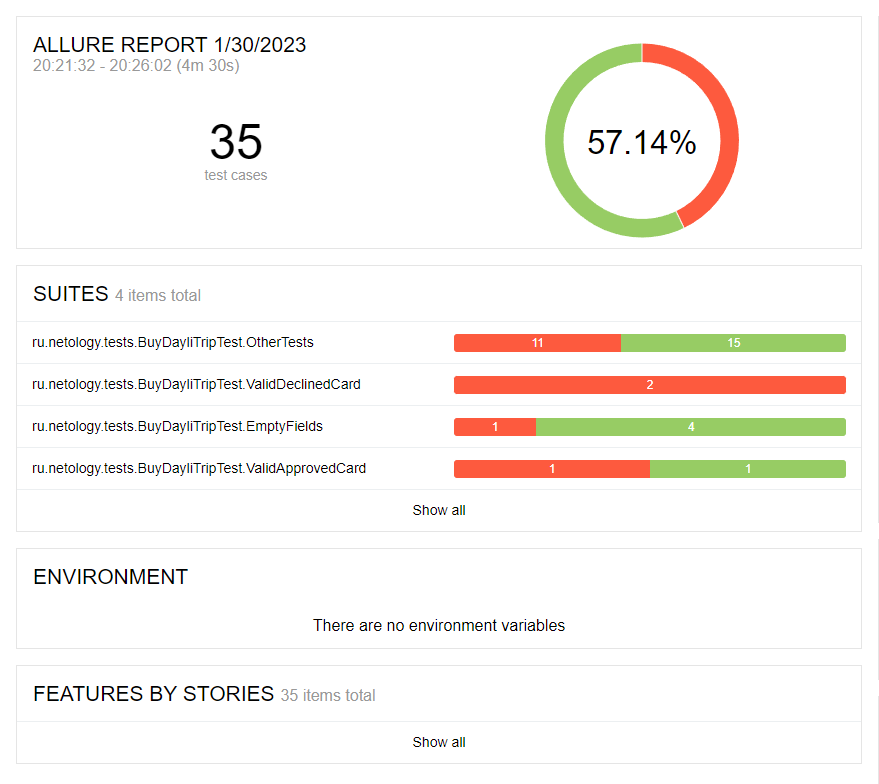 ALLURE REPORT 1/30/2023
20:21:32 - 20:26:02 (4m 30s)
35
test cases
57.14%
SUITES 4 items total
ru.netology.tests.BuyDayliTripTest.OtherTests 11 15
ru.netology.tests.BuyDayliTripTest.ValidDeclinedCard 2
ru.netology.tests.BuyDayliTripTest.EmptyFields 1 4
ru.netology.tests.BuyDayliTripTest.ValidApprovedCard 1 1
Show all
ENVIRONMENT
There are no environment variables
FEATURES BY STORIES 35 items total
Show all